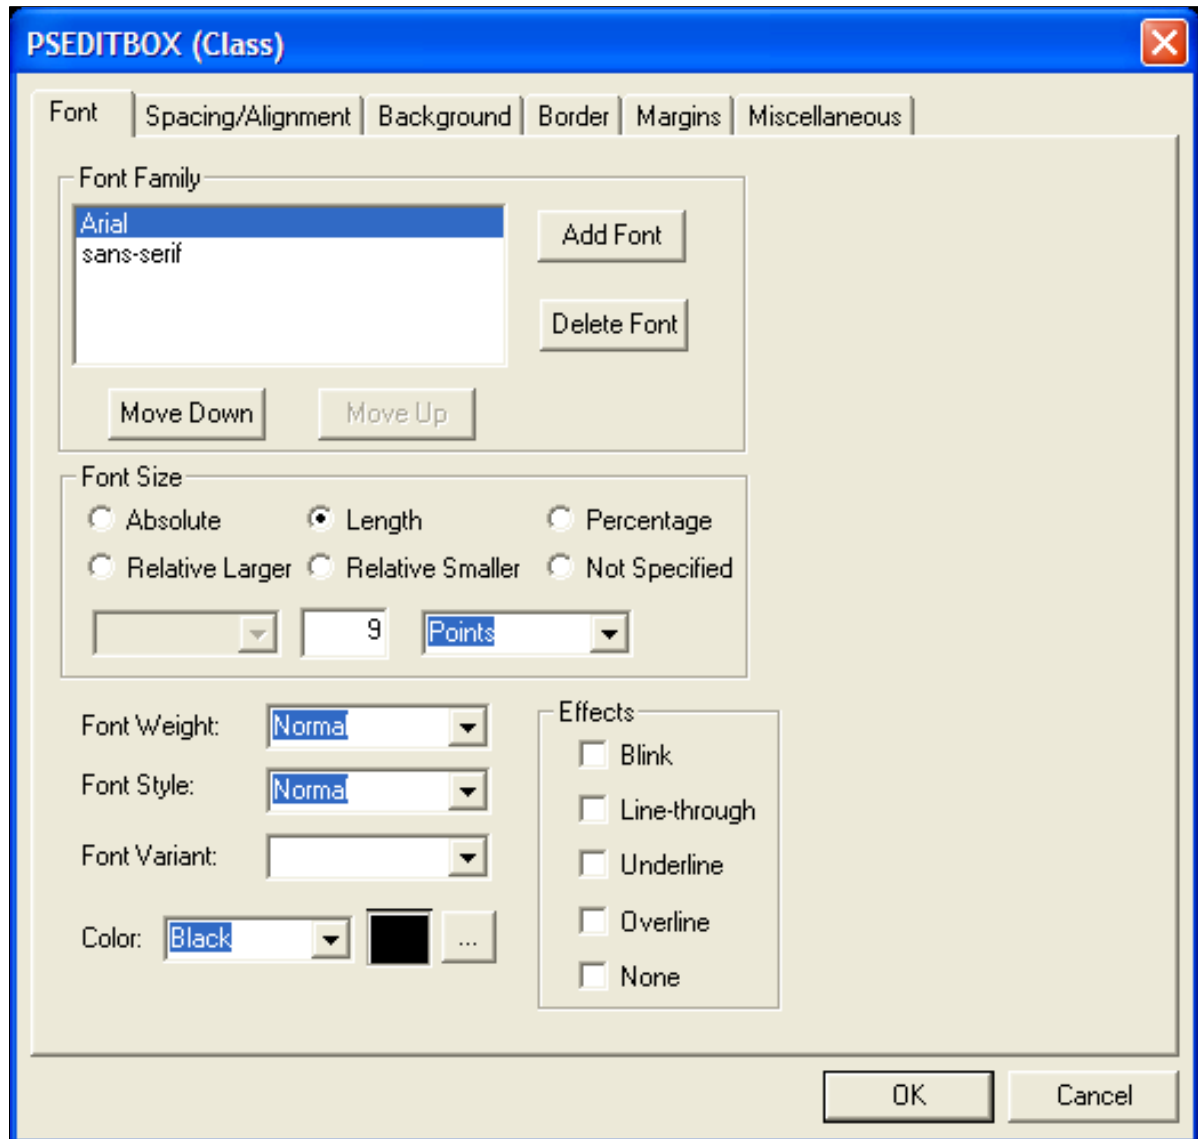 PSEDITBOX (Class)
Font Spacing/Alignment Background Border Margins Miscellaneous
Font Family
Arial
sans-serif
Add Font
Delete Font
Move Down Move Up
Font Size
Absolute Length Percentage
Relative Larger Relative Smaller Not Specified
9 Points
Font Weight: Normal
Font Style: Normal
Font Variant:
Color: Black ...
Effects
Blink
Line-through
Underline
Overline
None
OK Cancel